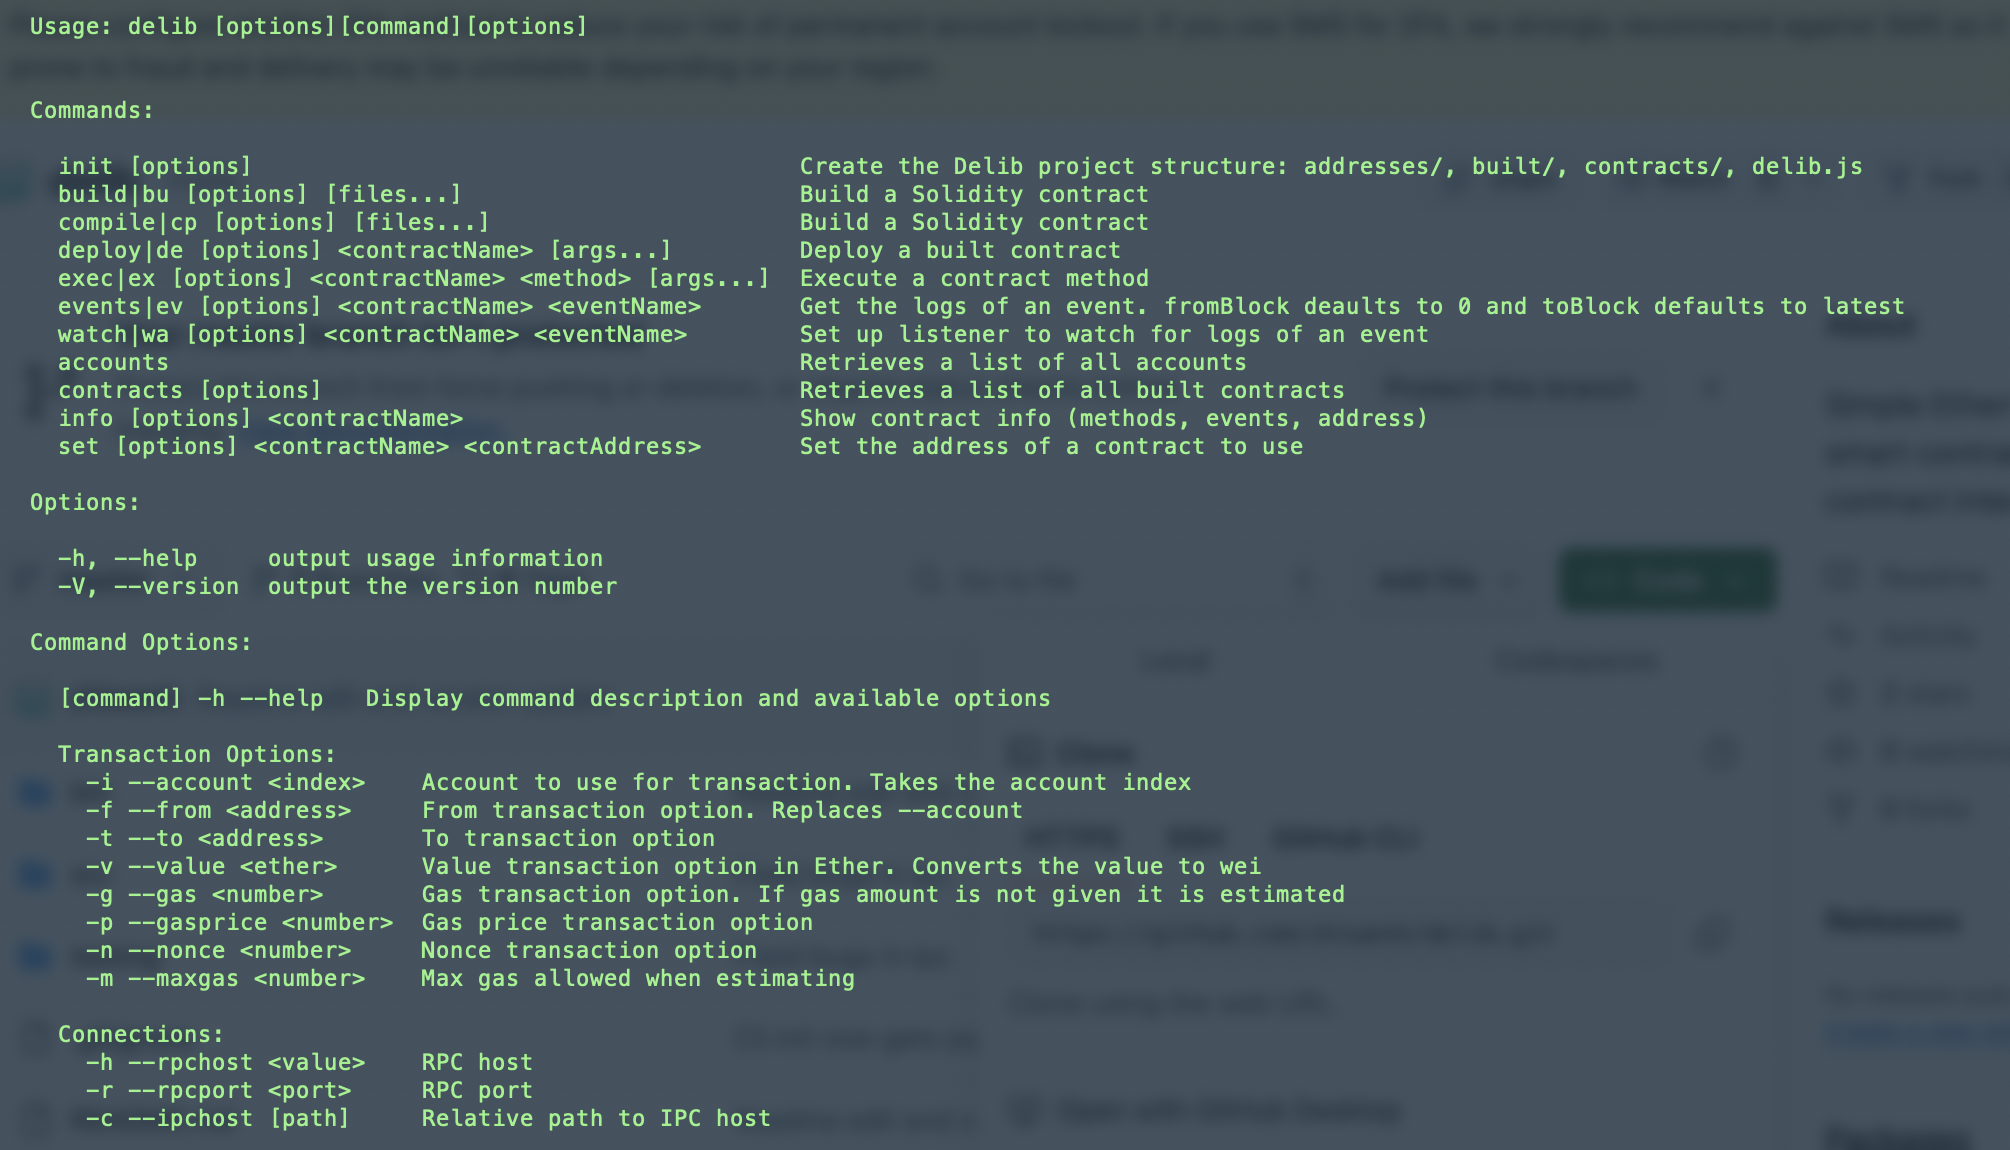 Usage: delib [options][command][options]
Commands:
init [options] Create the Delib project structure: addresses/, built/, contracts/, delib.js
build|bu [options] [files...] Build a Solidity contract
compile|cp [options] [files...] Build a Solidity contract
deploy|de [options] <contractName> [args...] Deploy a built contract
exec|ex [options] <contractName> <method> [args...] Execute a contract method
events|ev [options] <contractName> <eventName> Get the logs of an event. fromBlock deaults to 0 and toBlock defaults to latest
watch|wa [options] <contractName> <eventName> Set up listener to watch for logs of an event
accounts Retrieves a list of all accounts
contracts [options] Retrieves a list of all built contracts
info [options] <contractName> Show contract info (methods, events, address)
set [options] <contractName> <contractAddress> Set the address of a contract to use
Options:
-h, --help output usage information
-V, --version output the version number
Command Options:
[command] -h --help Display command description and available options
Transaction Options:
-i --account <index> Account to use for transaction. Takes the account index
-f --from <address> From transaction option. Replaces --account
-t --to <address> To transaction option
-v --value <ether> Value transaction option in Ether. Converts the value to wei
-g --gas <number> Gas transaction option. If gas amount is not given it is estimated
-p --gasprice <number> Gas price transaction option
-n --nonce <number> Nonce transaction option
-m --maxgas <number> Max gas allowed when estimating
Connections:
-h --rpchost <value> RPC host
-r --rpcport <port> RPC port
-c --ipchost [path] Relative path to IPC host